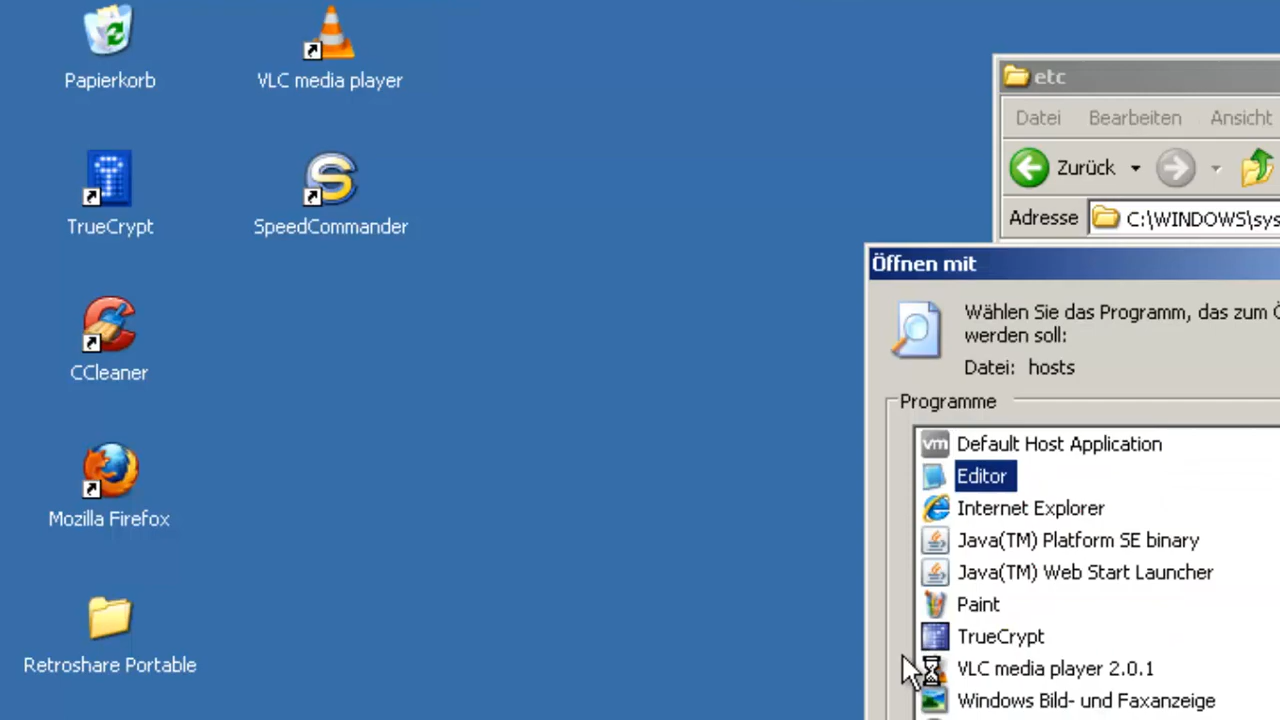 Papierkorb
VLC media player
TrueCrypt
SpeedCommander
CCleaner
Mozilla Firefox
Retroshare Portable
etc
Datei Bearbeiten Ansicht
Zurück
Adresse C:\WINDOWS\sys
Öffnen mit
Wählen Sie das Programm, das zum Ö
werden soll:
Datei: hosts
Programme
vm Default Host Application
Editor
Internet Explorer
Java(TM) Platform SE binary
Java(TM) Web Start Launcher
Paint
TrueCrypt
VLC media player 2.0.1
Windows Bild- und Faxanzeige